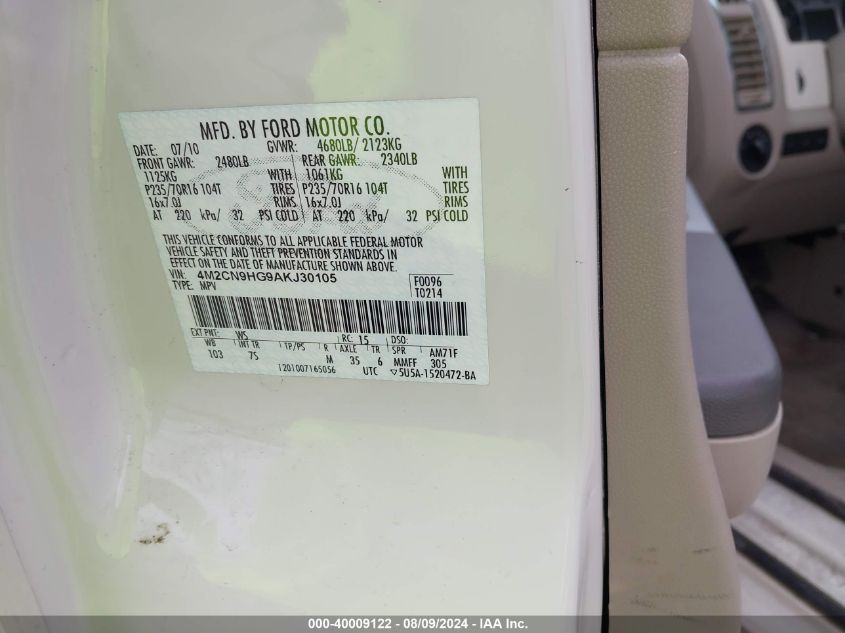 MFD. BY FORD MOTOR CO.
DATE: 07/10 GVWR: 4680LB/ 2123KG
FRONT GAWR: 2480LB REAR GAWR: 2340LB
1125KG WITH 1061KG WITH
P235/70R16 104T TIRES P235/70R16 104T TIRES
16x7.0J RIMS 16x7.0J RIMS
AT 220 kPa/ 32 PSI COLD AT 220 kPa/ 32 PSI COLD
THIS VEHICLE CONFORMS TO ALL APPLICABLE FEDERAL MOTOR
VEHICLE SAFETY AND THEFT PREVENTION STANDARDS IN
EFFECT ON THE DATE OF MANUFACTURE SHOWN ABOVE.
VIN: 4M2CN9HG9AKJ30105 F0096
TYPE: MPV T0214
EXT PNT: WS RC: 15 DSO:
WB INT TR TP/PS R AXLE TR SPR AM71F
103 7S M 35 6 MMFF 305
1201007165056 UTC ▽5U5A-1520472-BA
000-40009122 - 08/09/2024 - IAA Inc.